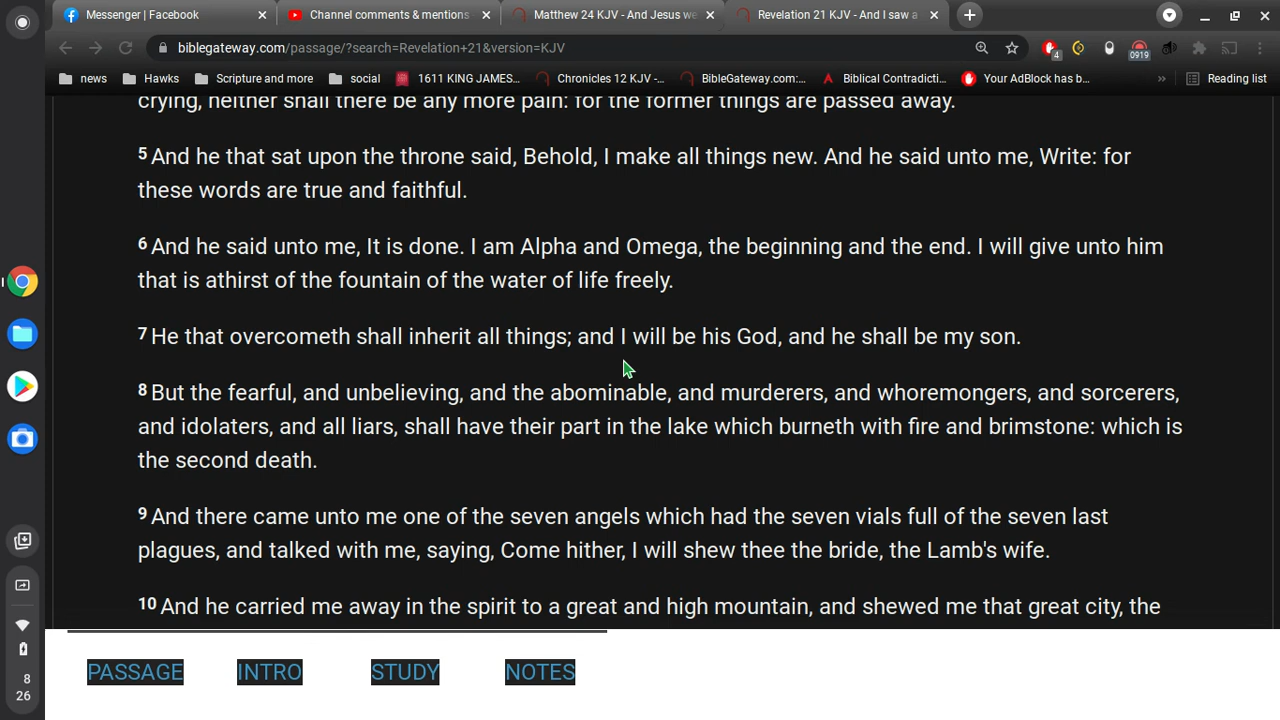 Messenger | Facebook
Channel comments & mentions -
Matthew 24 KJV - And Jesus we
Revelation 21 KJV - And I saw a
biblegateway.com/passage/?search=Revelation+21&version=KJV
4
0919
news
Hawks
Scripture and more
social
1611 KING JAMES...
Chronicles 12 KJV -...
BibleGateway.com:...
Biblical Contradicti...
Your AdBlock has b...
»
Reading list
crying, neither shall there be any more pain: for the former things are passed away.
5 And he that sat upon the throne said, Behold, I make all things new. And he said unto me, Write: for
these words are true and faithful.
6 And he said unto me, It is done. I am Alpha and Omega, the beginning and the end. I will give unto him
that is athirst of the fountain of the water of life freely.
7 He that overcometh shall inherit all things; and I will be his God, and he shall be my son.
8 But the fearful, and unbelieving, and the abominable, and murderers, and whoremongers, and sorcerers,
and idolaters, and all liars, shall have their part in the lake which burneth with fire and brimstone: which is
the second death.
9 And there came unto me one of the seven angels which had the seven vials full of the seven last
plagues, and talked with me, saying, Come hither, I will shew thee the bride, the Lamb's wife.
10 And he carried me away in the spirit to a great and high mountain, and shewed me that great city, the
PASSAGE
INTRO
STUDY
NOTES
8
26